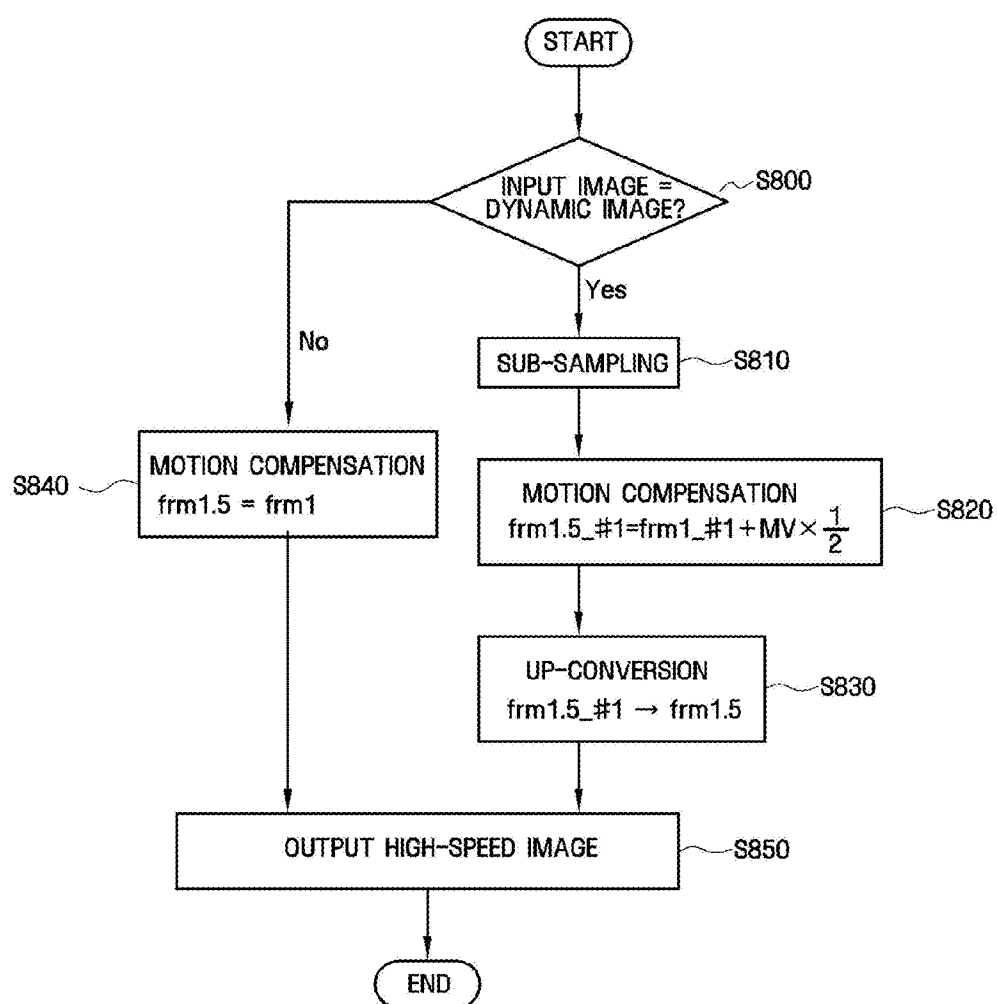 START
INPUT IMAGE =
DYNAMIC IMAGE?
S800
Yes
No
SUB-SAMPLING
S810
MOTION COMPENSATION
frm1.5 = frm1
S840
MOTION COMPENSATION
frm1.5_#1=frm1_#1+MV×1/2
S820
UP-CONVERSION
frm1.5_#1 → frm1.5
S830
OUTPUT HIGH-SPEED IMAGE
S850
END